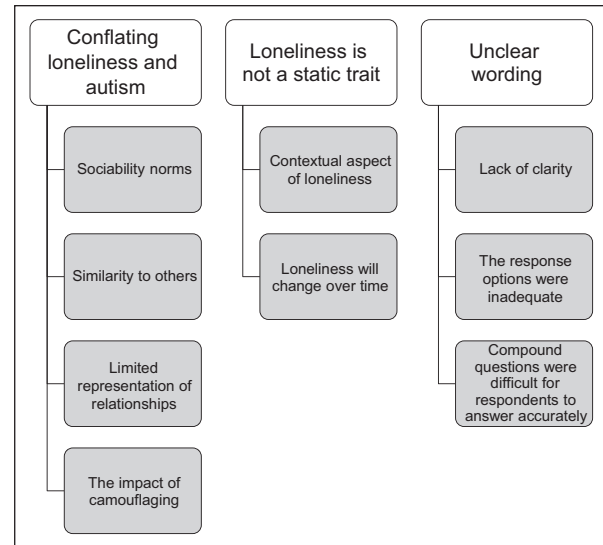 Conflating
loneliness and
autism
Sociability norms
Similarity to others
Limited
representation of
relationships
The impact of
camouflaging
Loneliness is
not a static trait
Contextual aspect
of loneliness
Loneliness will
change over time
Unclear
wording
Lack of clarity
The response
options were
inadequate
Compound
questions were
difficult for
respondents to
answer accurately